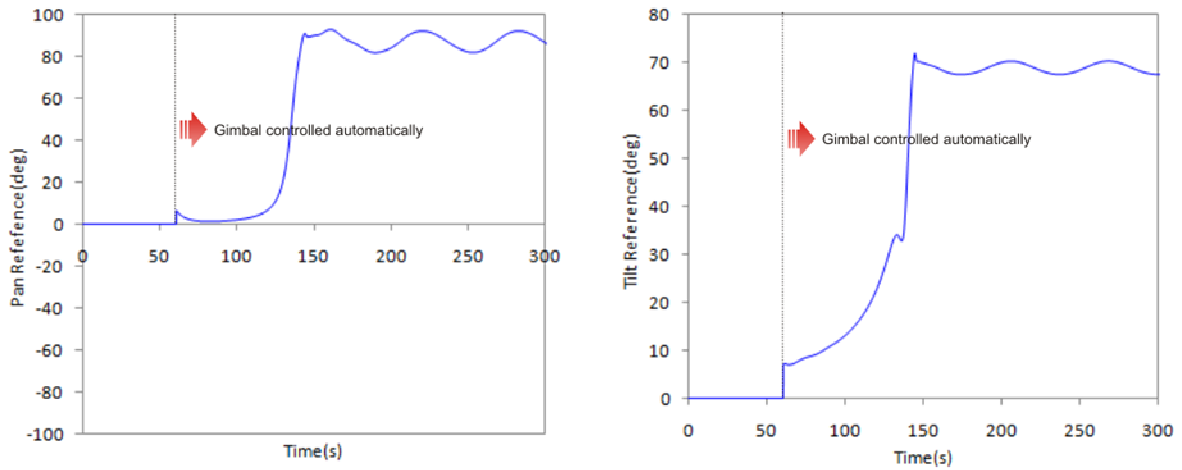 100
80
60
40
20
0
-20
-40
-60
-80
-100
Pan Refefence(deg)
0 50 100 150 200 250 300
Time(s)
Gimbal controlled automatically
80
70
60
50
40
30
20
10
0
Tilt Reference(deg)
0 50 100 150 200 250 300
Time(s)
Gimbal controlled automatically